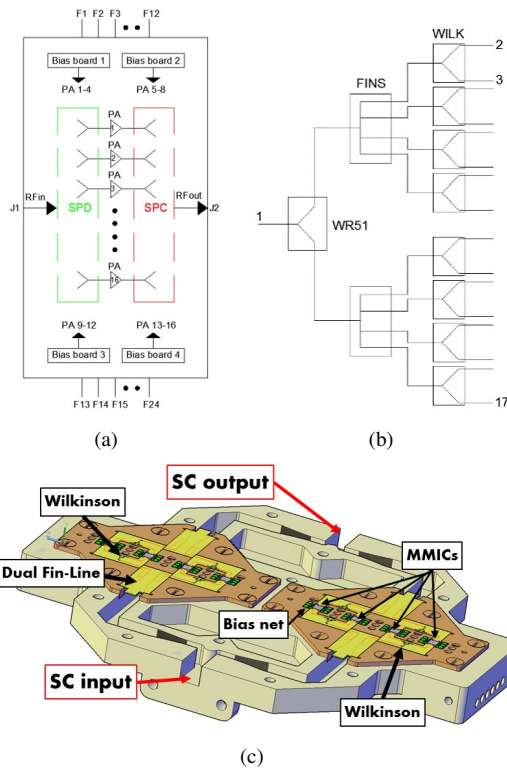 F1 F2 F3 F12
Bias board 1 Bias board 2
PA 1-4 PA 5-8
PA
1
PA
2
PA
3
J1 RFin SPD SPC RFout J2
PA
16
PA 9-12 PA 13-16
Bias board 3 Bias board 4
F13 F14 F15 F24
(a)
WILK
2
3
FINS
1
WR51
17
(b)
SC output
Wilkinson
MMICs
Dual Fin-Line
Bias net
SC input
Wilkinson
(c)